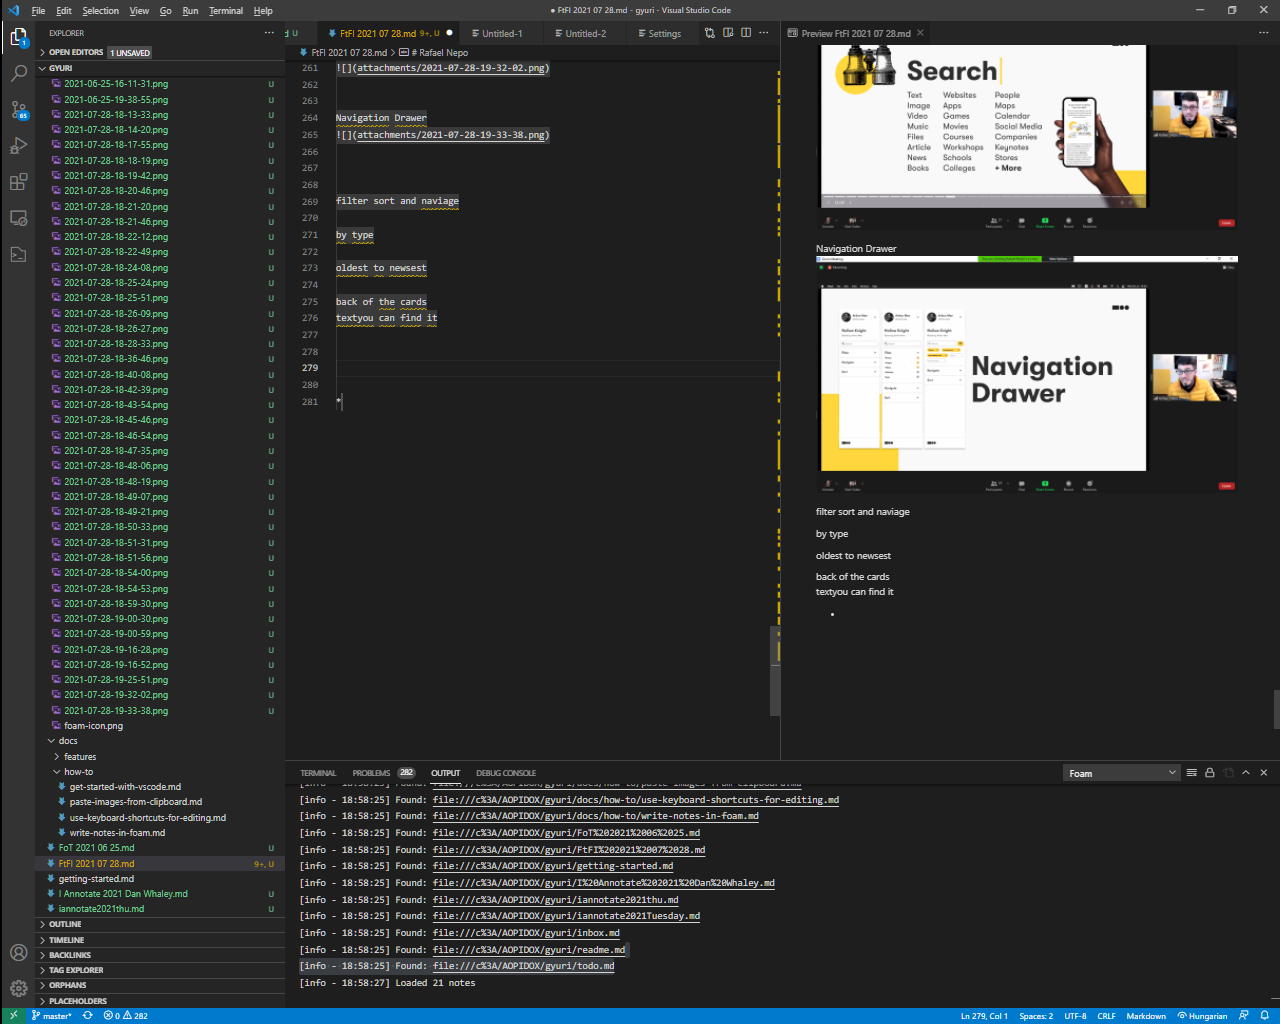 File Edit Selection View Go Run Terminal Help
● FtFI 2021 07 28.md - gyuri - Visual Studio Code
EXPLORER
OPEN EDITORS 1 UNSAVED
GYURI
2021-06-25-16-11-31.png U
2021-06-25-19-38-55.png U
2021-07-28-18-13-33.png U
2021-07-28-18-14-20.png U
2021-07-28-18-17-55.png U
2021-07-28-18-18-19.png U
2021-07-28-18-19-42.png U
2021-07-28-18-20-46.png U
2021-07-28-18-21-20.png U
2021-07-28-18-21-46.png U
2021-07-28-18-22-12.png U
2021-07-28-18-22-49.png U
2021-07-28-18-24-08.png U
2021-07-28-18-25-24.png U
2021-07-28-18-25-51.png U
2021-07-28-18-26-09.png U
2021-07-28-18-26-27.png U
2021-07-28-18-28-33.png U
2021-07-28-18-36-46.png U
2021-07-28-18-40-08.png U
2021-07-28-18-42-39.png U
2021-07-28-18-43-54.png U
2021-07-28-18-45-46.png U
2021-07-28-18-46-54.png U
2021-07-28-18-47-35.png U
2021-07-28-18-48-06.png U
2021-07-28-18-48-19.png U
2021-07-28-18-49-07.png U
2021-07-28-18-49-21.png U
2021-07-28-18-50-33.png U
2021-07-28-18-51-31.png U
2021-07-28-18-51-56.png U
2021-07-28-18-54-00.png U
2021-07-28-18-54-53.png U
2021-07-28-18-59-30.png U
2021-07-28-19-00-30.png U
2021-07-28-19-00-59.png U
2021-07-28-19-16-28.png U
2021-07-28-19-16-52.png U
2021-07-28-19-25-51.png U
2021-07-28-19-32-02.png U
2021-07-28-19-33-38.png U
foam-icon.png
docs
features
how-to
get-started-with-vscode.md
paste-images-from-clipboard.md
use-keyboard-shortcuts-for-editing.md
write-notes-in-foam.md
FoT 2021 06 25.md U
FtFI 2021 07 28.md 9+, U
getting-started.md
I Annotate 2021 Dan Whaley.md U
iannotate2021thu.md U
OUTLINE
TIMELINE
BACKLINKS
TAG EXPLORER
ORPHANS
PLACEHOLDERS
1
65
d U FtFI 2021 07 28.md 9+, U ● Untitled-1 Untitled-2 Settings
FtFI 2021 07 28.md > # Rafael Nepo
261 ![](attachments/2021-07-28-19-32-02.png)
262
263
264 Navigation Drawer
265 ![](attachments/2021-07-28-19-33-38.png)
266
267
268
269 filter sort and naviage
270
271 by type
272
273 oldest to newsest
274
275 back of the cards
276 textyou can find it
277
278
279
280
281 *
Preview FtFI 2021 07 28.md
Search
Text Websites People
Image Apps Maps
Video Games Calendar
Music Movies Social Media
Files Courses Companies
Article Workshops Keynotes
News Schools Stores
Books Colleges + More
Navigation Drawer
Navigation
Drawer
filter sort and naviage
by type
oldest to newsest
back of the cards
textyou can find it
•
TERMINAL PROBLEMS 282 OUTPUT DEBUG CONSOLE Foam
[info - 18:58:25] Found: file:///c%3A/AOPIDOX/gyuri/docs/how-to/paste-images-from-clipboard.md
[info - 18:58:25] Found: file:///c%3A/AOPIDOX/gyuri/docs/how-to/use-keyboard-shortcuts-for-editing.md
[info - 18:58:25] Found: file:///c%3A/AOPIDOX/gyuri/docs/how-to/write-notes-in-foam.md
[info - 18:58:25] Found: file:///c%3A/AOPIDOX/gyuri/FoT%202021%2006%2025.md
[info - 18:58:25] Found: file:///c%3A/AOPIDOX/gyuri/FtFI%202021%2007%2028.md
[info - 18:58:25] Found: file:///c%3A/AOPIDOX/gyuri/getting-started.md
[info - 18:58:25] Found: file:///c%3A/AOPIDOX/gyuri/I%20Annotate%202021%20Dan%20Whaley.md
[info - 18:58:25] Found: file:///c%3A/AOPIDOX/gyuri/iannotate2021thu.md
[info - 18:58:25] Found: file:///c%3A/AOPIDOX/gyuri/iannotate2021Tuesday.md
[info - 18:58:25] Found: file:///c%3A/AOPIDOX/gyuri/inbox.md
[info - 18:58:25] Found: file:///c%3A/AOPIDOX/gyuri/readme.md
[info - 18:58:25] Found: file:///c%3A/AOPIDOX/gyuri/todo.md
[info - 18:58:27] Loaded 21 notes
master* 0 282 Ln 279, Col 1 Spaces: 2 UTF-8 CRLF Markdown Hungarian